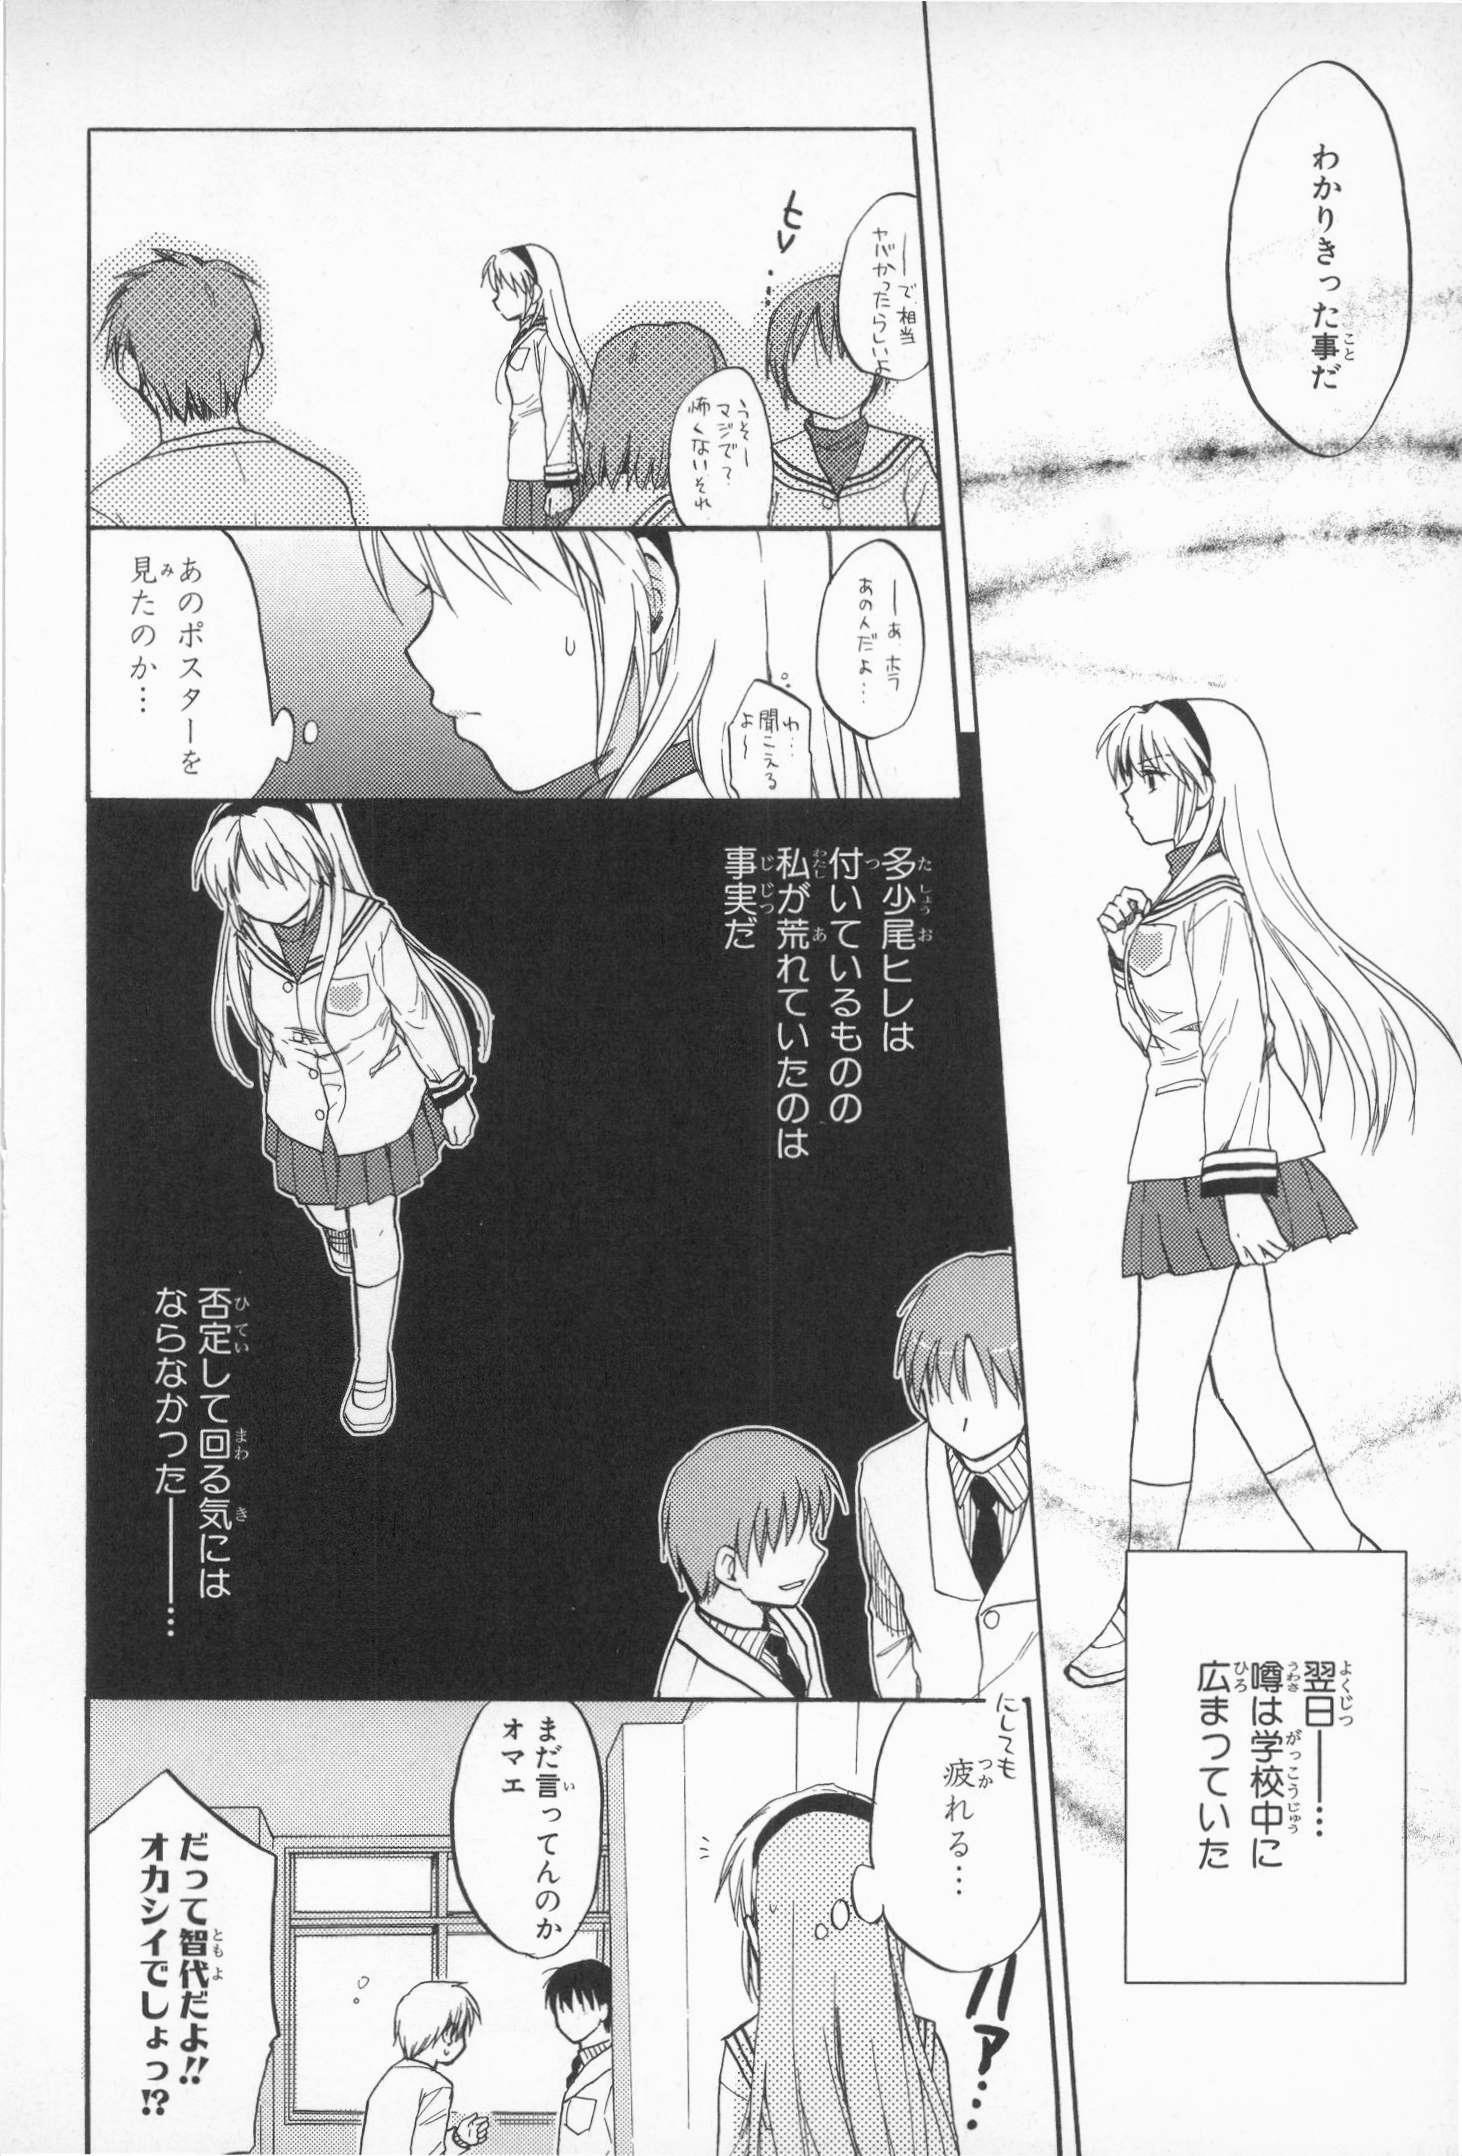 わかりきった事だ
翌日――…
噂は学校中に
広まっていた
――で相当
ヤバかったらしいよ
ヒソ…
うそー
マジで?
怖くないそれ
――あ、ホラ
あの人だよ…
わ…
聞こえる
よ〜
あのポスターを
見たのか…
多少尾ヒレは
付いているものの
私が荒れていたのは
事実だ
否定して回る気には
ならなかった――…
にしても
疲れる…
ハァ…
まだ言ってんのか
オマエ
だって智代だよ!!
オカシイでしょっ!?